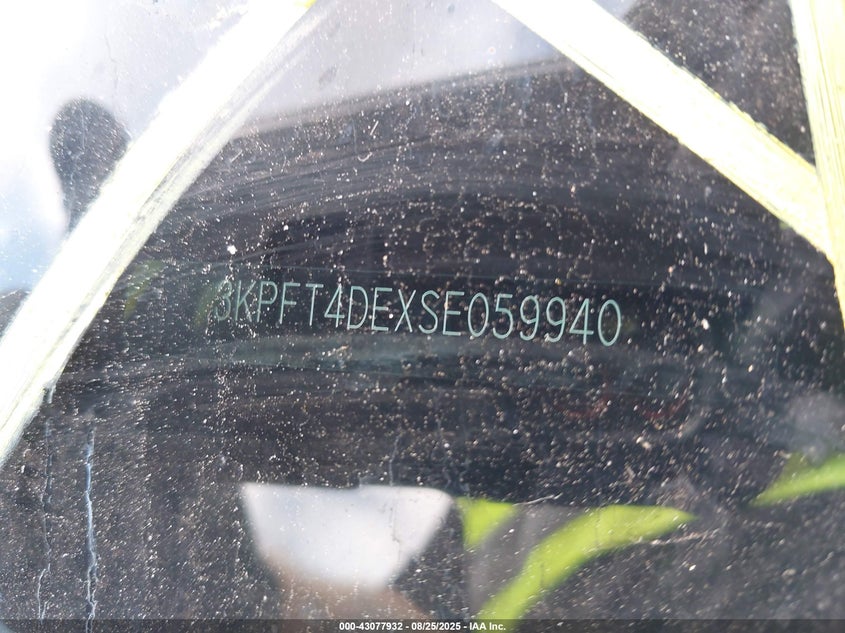 3KPFT4DEXSE059940
000-43077932 - 08/25/2025 - IAA Inc.